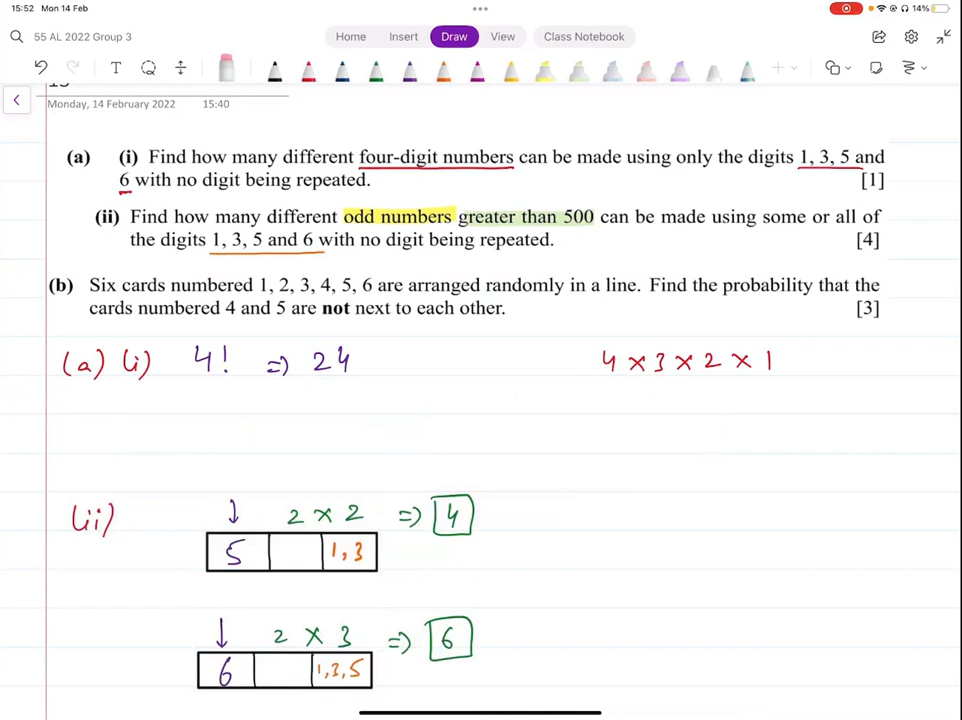 15:52 Mon 14 Feb
14%
55 AL 2022 Group 3
Home Insert Draw View Class Notebook
T
Monday, 14 February 2022 15:40
(a) (i) Find how many different four-digit numbers can be made using only the digits 1, 3, 5 and
6 with no digit being repeated. [1]
(ii) Find how many different odd numbers greater than 500 can be made using some or all of
the digits 1, 3, 5 and 6 with no digit being repeated. [4]
(b) Six cards numbered 1, 2, 3, 4, 5, 6 are arranged randomly in a line. Find the probability that the
cards numbered 4 and 5 are not next to each other. [3]
(a) (i) 4! => 24 4 × 3 × 2 × 1
(ii) ↓ 2 × 2 => 4
5 1,3
↓ 2 × 3 => 6
6 1,3,5